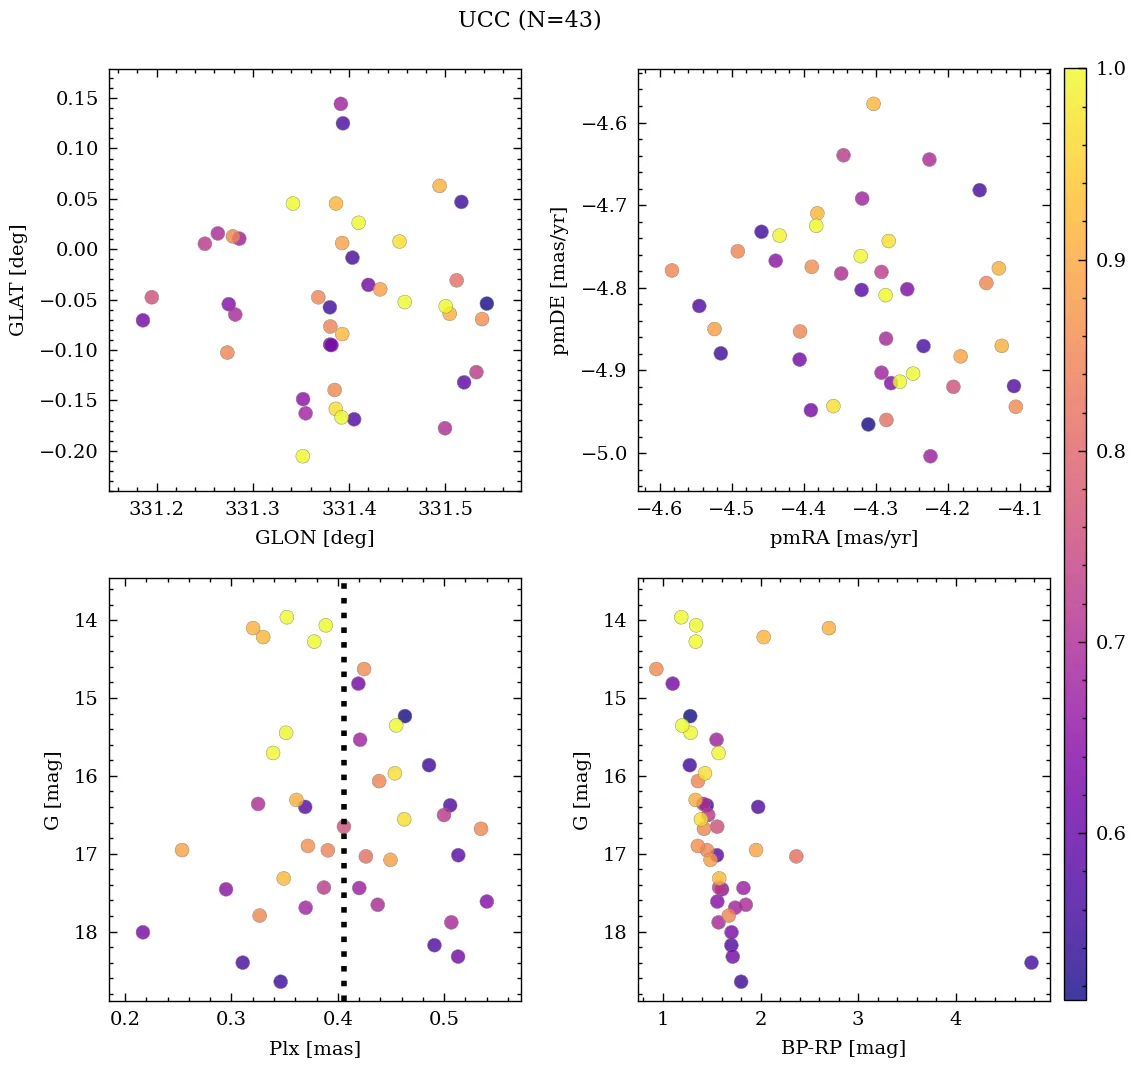 UCC (N=43)
0.15
0.10
0.05
0.00
−0.05
−0.10
−0.15
−0.20
GLAT [deg]
331.2 331.3 331.4 331.5
GLON [deg]
−4.6
−4.7
−4.8
−4.9
−5.0
pmDE [mas/yr]
−4.6 −4.5 −4.4 −4.3 −4.2 −4.1
pmRA [mas/yr]
1.0
0.9
0.8
0.7
0.6
14
15
16
17
18
G [mag]
0.2 0.3 0.4 0.5
Plx [mas]
14
15
16
17
18
G [mag]
1 2 3 4
BP-RP [mag]